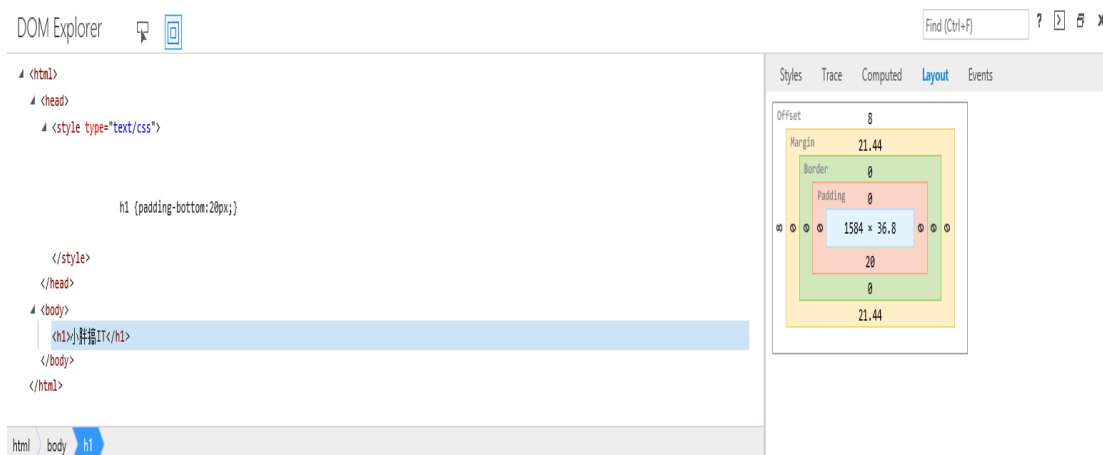 DOM Explorer
Find (Ctrl+F)
?
x
<html>
<head>
<style type="text/css">
h1 {padding-bottom:20px;}
</style>
</head>
<body>
<h1>小胖搞IT</h1>
</body>
</html>
html body h1
Styles Trace Computed Layout Events
Offset 8
Margin 21.44
Border 0
Padding 0
8 0 0 0 1584 × 36.8 0 0 0
20
0
21.44